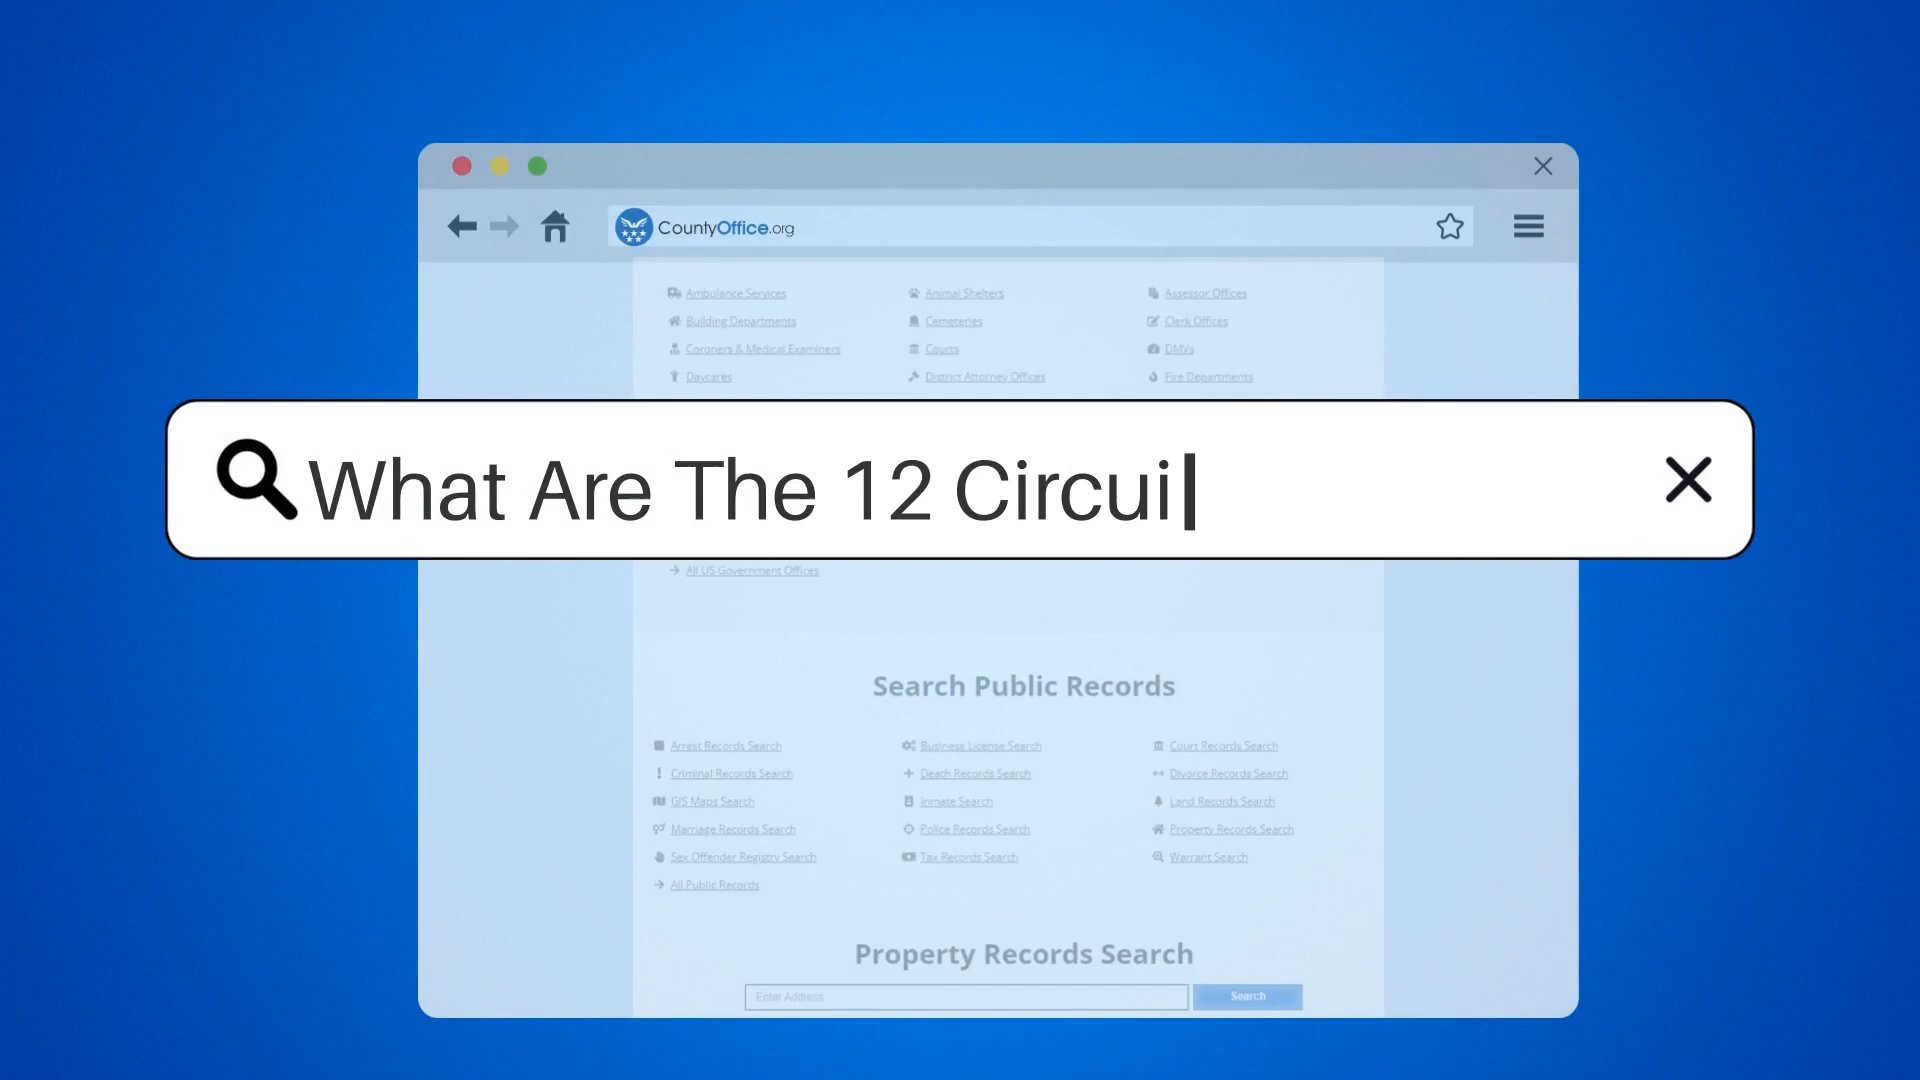 CountyOffice.org
Ambulance Services Animal Shelters Assessor Offices
Building Departments Cemeteries Clerk Offices
Coroners & Medical Examiners Courts DMVs
Daycares District Attorney Offices Fire Departments
What Are The 12 Circui
All US Government Offices
Search Public Records
Arrest Records Search Business License Search Court Records Search
Criminal Records Search Death Records Search Divorce Records Search
GIS Maps Search Inmate Search Land Records Search
Marriage Records Search Police Records Search Property Records Search
Sex Offender Registry Search Tax Records Search Warrant Search
All Public Records
Property Records Search
Enter Address Search